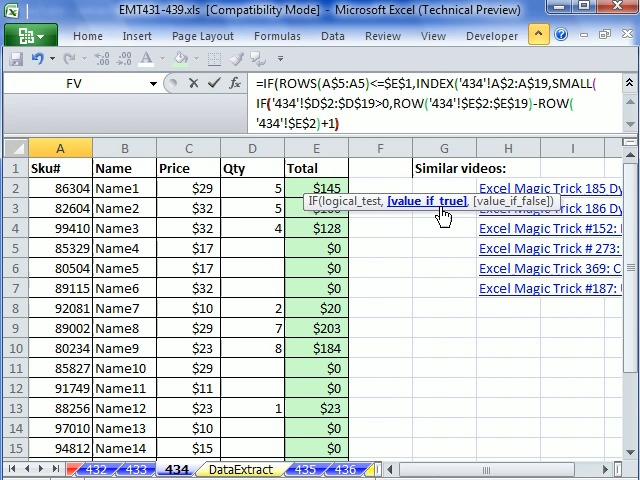 EMT431-439.xls [Compatibility Mode] - Microsoft Excel (Technical Preview)
Home Insert Page Layout Formulas Data Review View Developer
FV
=IF(ROWS(A$5:A5)<=$E$1,INDEX('434'!A$2:A$19,SMALL(
IF('434'!$D$2:$D$19>0,ROW('434'!$E$2:$E$19)-ROW(
'434'!$E$2)+1)
A B C D E F G H I
1 Sku# Name Price Qty Total Similar videos:
2 86304 Name1 $29 5 $145 Excel Magic Trick 185 Dy
IF(logical_test, [value_if_true], [value_if_false])
3 82604 Name2 $32 5 Excel Magic Trick 186 Dy
4 99410 Name3 $32 4 $128 Excel Magic Trick #152:
5 85329 Name4 $17 $0 Excel Magic Trick # 273:
6 80504 Name5 $17 $0 Excel Magic Trick 369: C
7 89115 Name6 $32 $0 Excel Magic Trick #187:
8 92081 Name7 $10 2 $20
9 89002 Name8 $29 7 $203
10 80234 Name9 $23 8 $184
11 85827 Name10 $29 $0
12 91749 Name11 $11 $0
13 88256 Name12 $23 1 $23
14 97010 Name13 $10 $0
15 94812 Name14 $15 $0
432 433 434 DataExtract 435 436